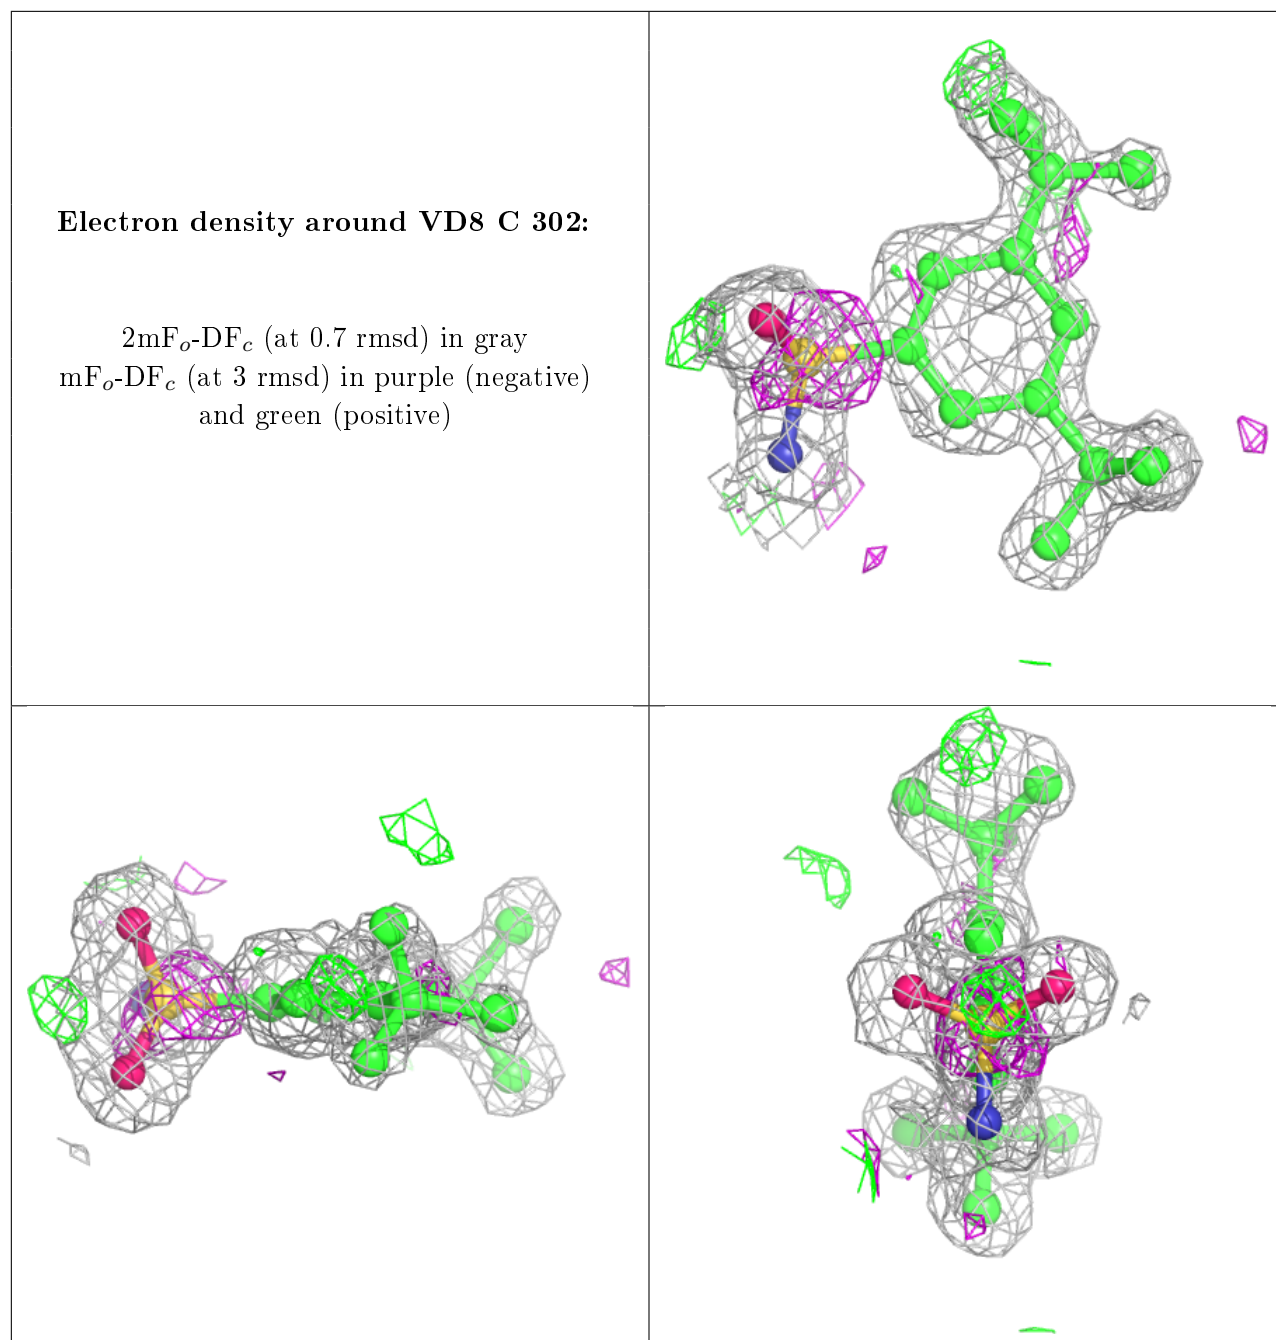 Electron density around VD8 C 302:
2mFₒ-DF𝒸 (at 0.7 rmsd) in gray
mFₒ-DF𝒸 (at 3 rmsd) in purple (negative)
and green (positive)